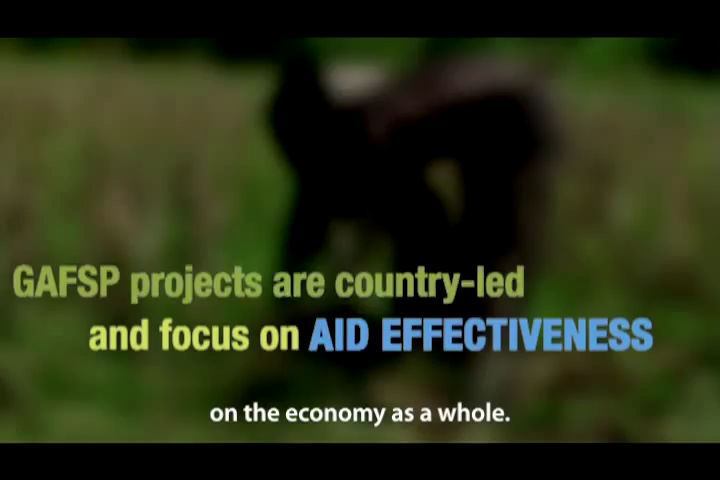 GAFSP projects are country-led
and focus on AID EFFECTIVENESS
on the economy as a whole.